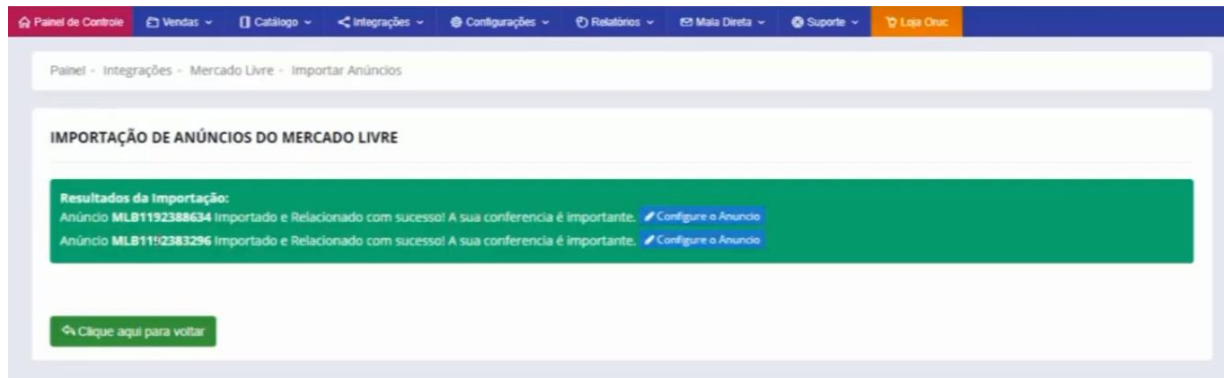 Painel de Controle Vendas Catálogo Integrações Configurações Relatórios Mala Direta Suporte Loja Oruc
Painel - Integrações - Mercado Livre - Importar Anúncios
IMPORTAÇÃO DE ANÚNCIOS DO MERCADO LIVRE
Resultados da Importação:
Anúncio MLB1192388634 Importado e Relacionado com sucesso! A sua conferencia é importante. Configure o Anuncio
Anúncio MLB1192383296 Importado e Relacionado com sucesso! A sua conferencia é importante. Configure o Anuncio
Clique aqui para voltar